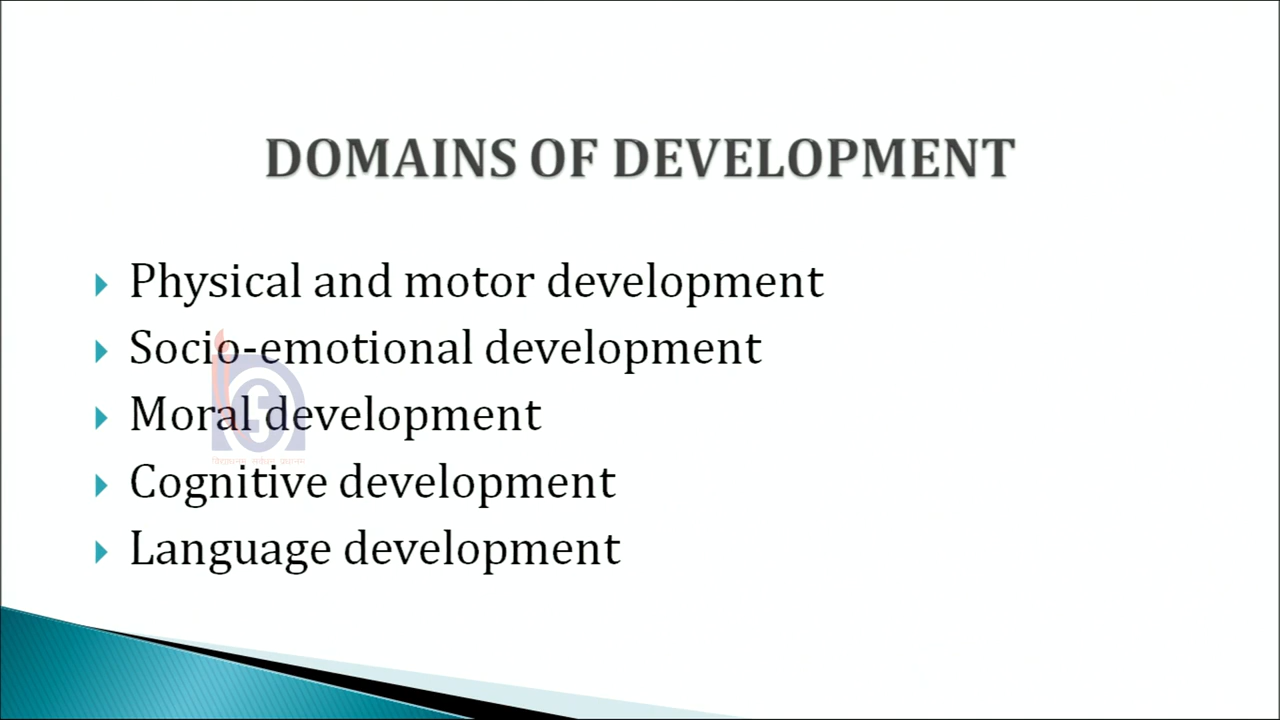 DOMAINS OF DEVELOPMENT
Physical and motor development
Socio-emotional development
Moral development
Cognitive development
Language development